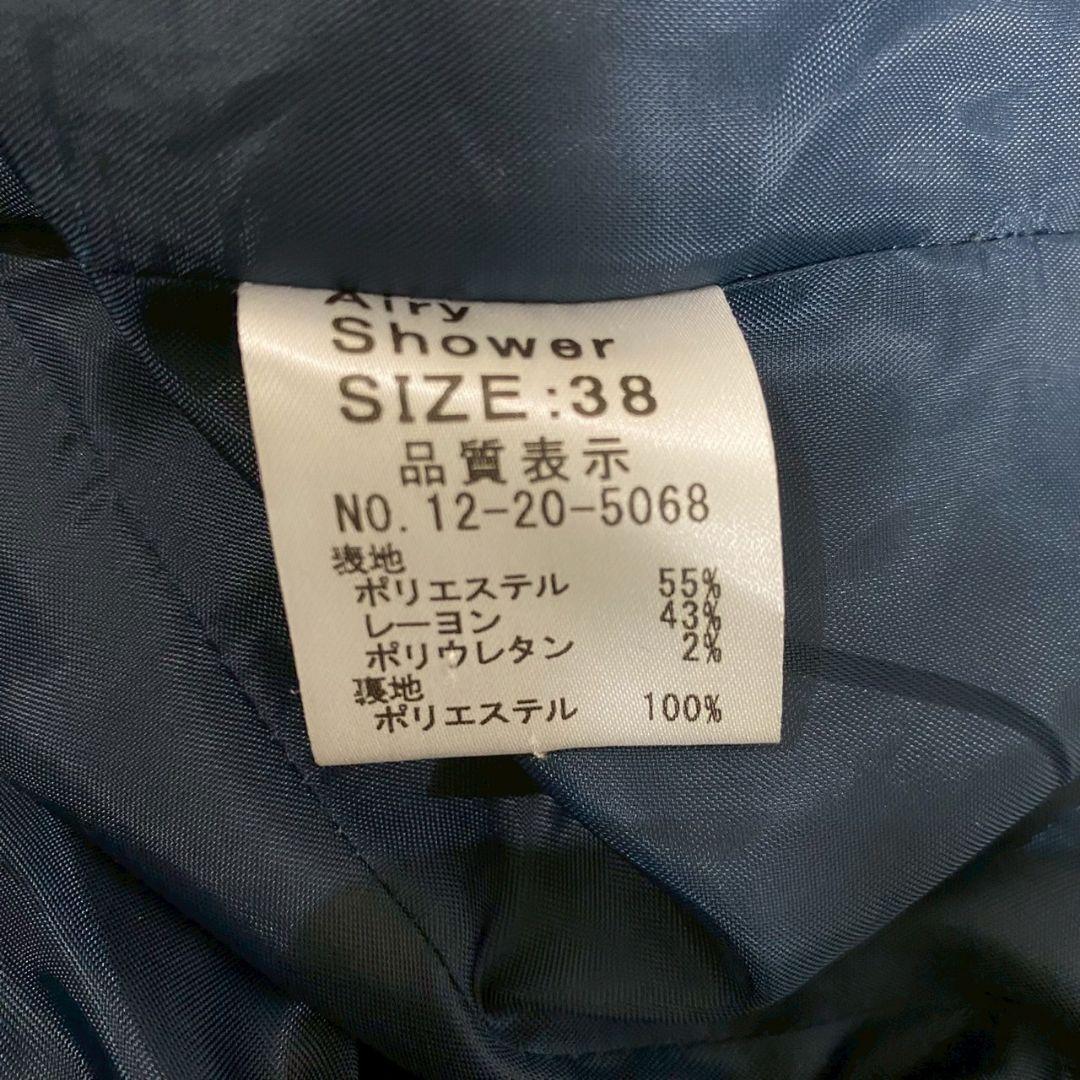 Airy
Shower
SIZE:38
品質表示
NO. 12-20-5068
表地
ポリエステル 55%
レーヨン 43%
ポリウレタン 2%
裏地
ポリエステル 100%